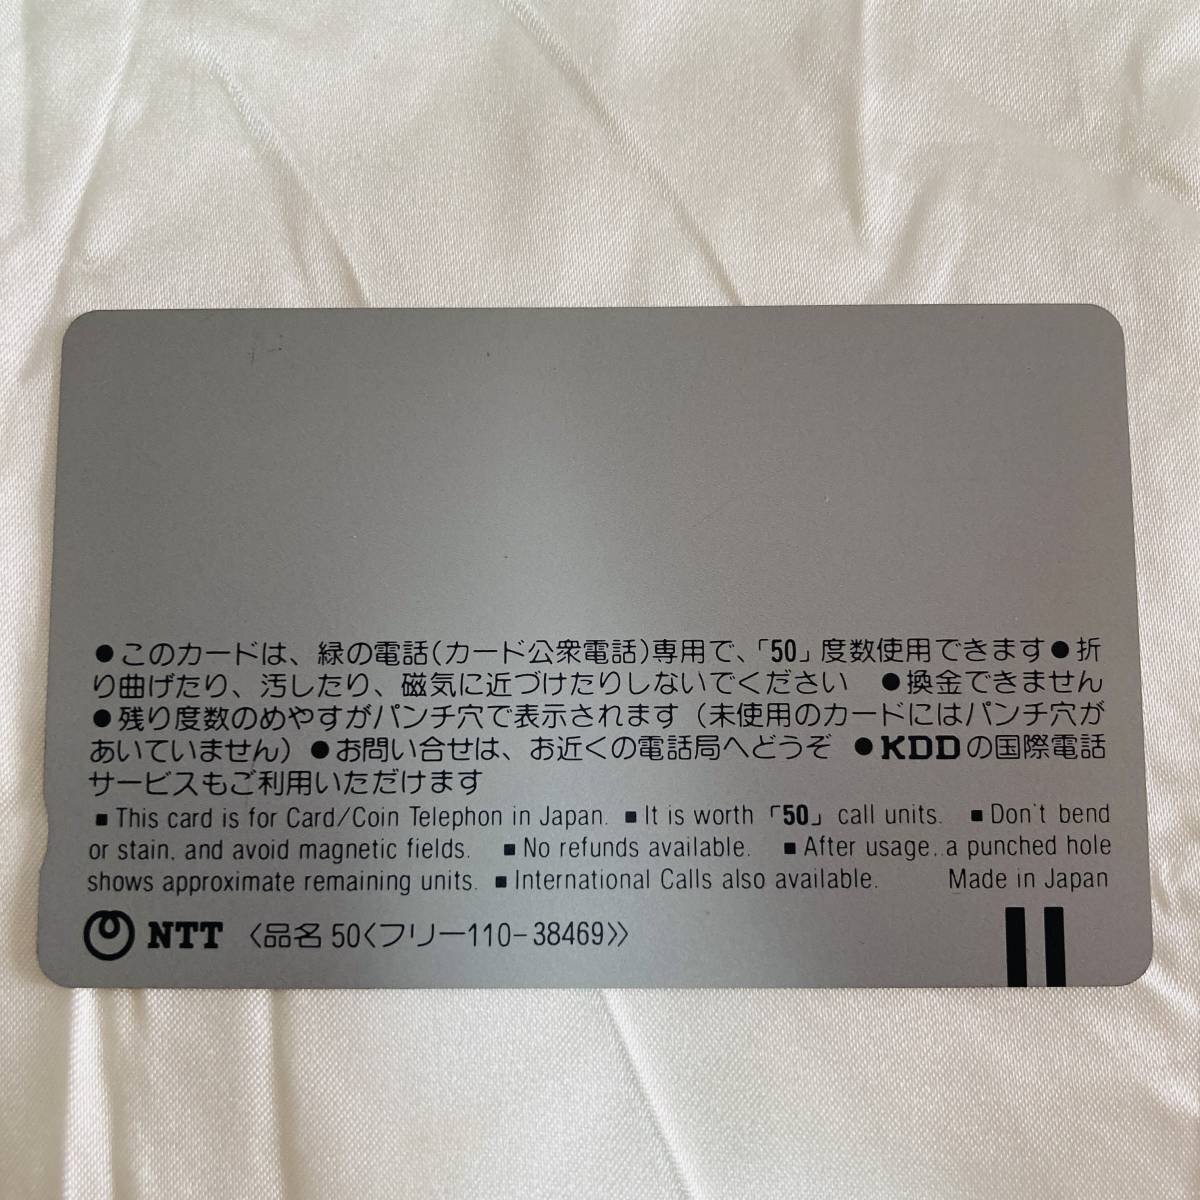 ●このカードは、緑の電話(カード公衆電話)専用で、「50」度数使用できます●折
り曲げたり、汚したり、磁気に近づけたりしないでください ●換金できません
●残り度数のめやすがパンチ穴で表示されます(未使用のカードにはパンチ穴が
あいていません)●お問い合せは、お近くの電話局へどうぞ ●KDDの国際電話
サービスもご利用いただけます
■This card is for Card/Coin Telephon in Japan. ■It is worth 「50」 call units. ■Don't bend
or stain, and avoid magnetic fields. ■No refunds available. ■After usage, a punched hole
shows approximate remaining units. ■International Calls also available. Made in Japan
NTT 〈品名 50〈フリー110-38469〉〉